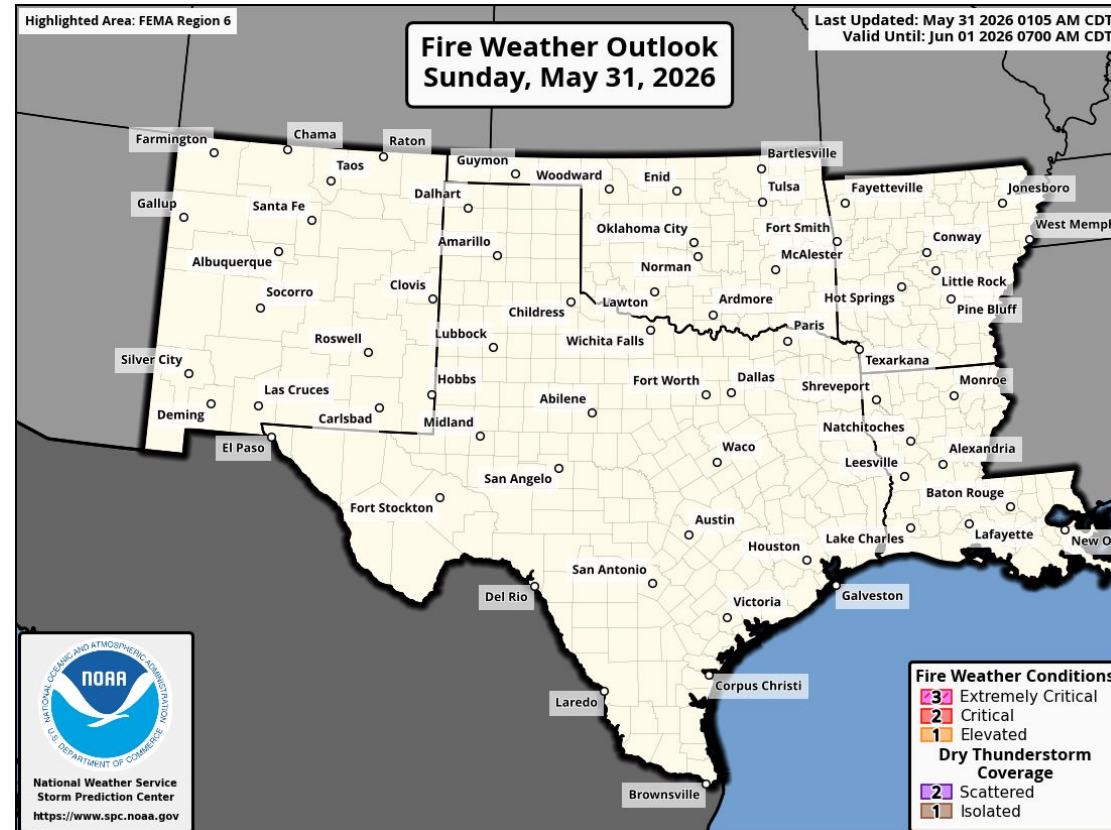 Highlighted Area: FEMA Region 6
Fire Weather Outlook
Sunday, May 31, 2026
Last Updated: May 31 2026 0105 AM CDT
Valid Until: Jun 01 2026 0700 AM CDT
Farmington
Chama
Raton
Taos
Guymon
Woodward
Enid
Bartlesville
Dalhart
Tulsa
Fayetteville
Jonesboro
Gallup
Santa Fe
Amarillo
Oklahoma City
Fort Smith
Conway
West Memph
Albuquerque
Norman
McAlester
Socorro
Clovis
Childress
Lawton
Ardmore
Hot Springs
Little Rock
Pine Bluff
Roswell
Lubbock
Wichita Falls
Paris
Silver City
Texarkana
Las Cruces
Hobbs
Fort Worth
Dallas
Shreveport
Monroe
Deming
Carlsbad
Midland
Abilene
Natchitoches
El Paso
Waco
Alexandria
San Angelo
Leesville
Fort Stockton
Baton Rouge
Austin
Houston
Lake Charles
Lafayette
New O
San Antonio
Del Rio
Galveston
Victoria
Corpus Christi
Laredo
Brownsville
NATIONAL OCEANIC AND ATMOSPHERIC ADMINISTRATION
NOAA
U.S. DEPARTMENT OF COMMERCE
National Weather Service
Storm Prediction Center
https://www.spc.noaa.gov
Fire Weather Conditions
3 Extremely Critical
2 Critical
1 Elevated
Dry Thunderstorm
Coverage
2 Scattered
1 Isolated